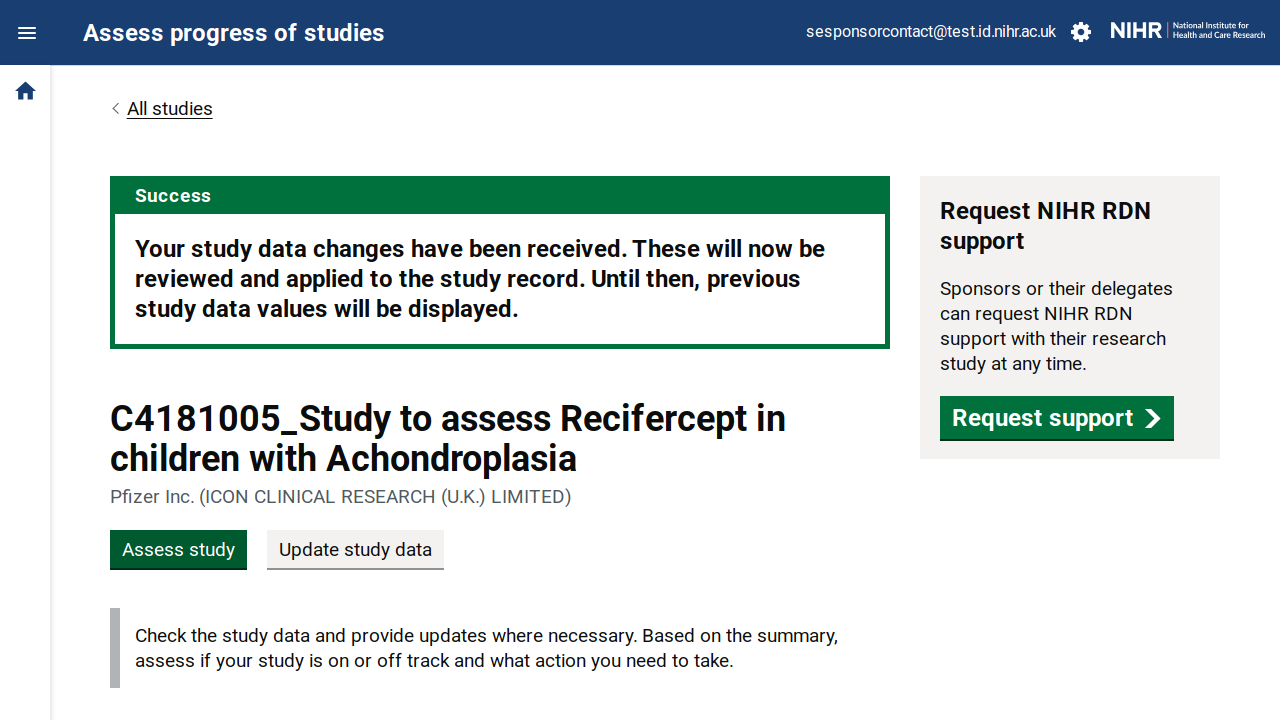 Assess progress of studies
sesponsorcontact@test.id.nihr.ac.uk
NIHR
National Institute for
Health and Care Research
All studies
Success
Your study data changes have been received. These will now be
reviewed and applied to the study record. Until then, previous
study data values will be displayed.
Request NIHR RDN
support
Sponsors or their delegates
can request NIHR RDN
support with their research
study at any time.
Request support
C4181005_Study to assess Recifercept in
children with Achondroplasia
Pfizer Inc. (ICON CLINICAL RESEARCH (U.K.) LIMITED)
Assess study
Update study data
Check the study data and provide updates where necessary. Based on the summary,
assess if your study is on or off track and what action you need to take.